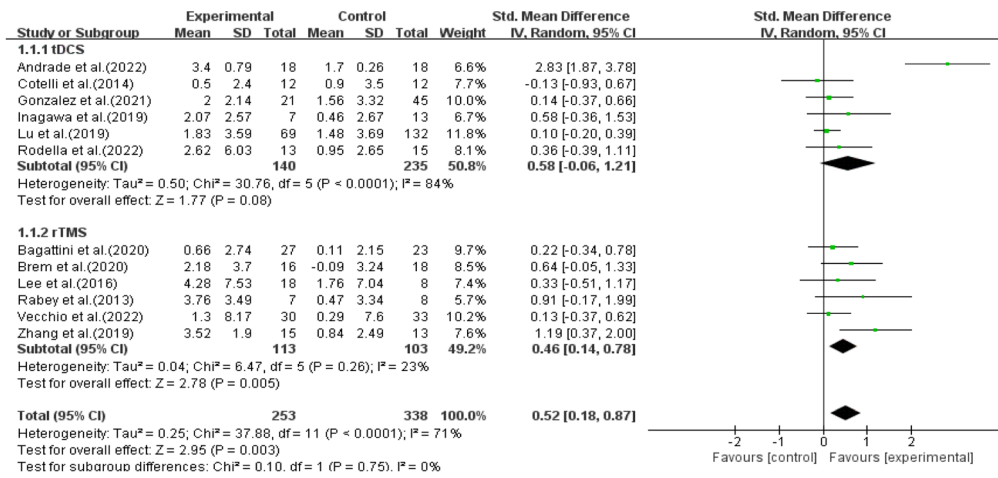 Experimental Control Std. Mean Difference Std. Mean Difference
Study or Subgroup Mean SD Total Mean SD Total Weight IV, Random, 95% CI IV, Random, 95% CI
1.1.1 tDCS
Andrade et al.(2022) 3.4 0.79 18 1.7 0.26 18 6.6% 2.83 [1.87, 3.78]
Cotelli et al.(2014) 0.5 2.4 12 0.9 3.5 12 7.7% -0.13 [-0.93, 0.67]
Gonzalez et al.(2021) 2 2.14 21 1.56 3.32 45 10.0% 0.14 [-0.37, 0.66]
Inagawa et al.(2019) 2.07 2.57 7 0.46 2.67 13 6.7% 0.58 [-0.36, 1.53]
Lu et al.(2019) 1.83 3.59 69 1.48 3.69 132 11.8% 0.10 [-0.20, 0.39]
Rodella et al.(2022) 2.62 6.03 13 0.95 2.65 15 8.1% 0.36 [-0.39, 1.11]
Subtotal (95% CI) 140 235 50.8% 0.58 [-0.06, 1.21]
Heterogeneity: Tau² = 0.50; Chi² = 30.76, df = 5 (P < 0.0001); I² = 84%
Test for overall effect: Z = 1.77 (P = 0.08)
1.1.2 rTMS
Bagattini et al.(2020) 0.66 2.74 27 0.11 2.15 23 9.7% 0.22 [-0.34, 0.78]
Brem et al.(2020) 2.18 3.7 16 -0.09 3.24 18 8.5% 0.64 [-0.05, 1.33]
Lee et al.(2016) 4.28 7.53 18 1.76 7.04 8 7.4% 0.33 [-0.51, 1.17]
Rabey et al.(2013) 3.76 3.49 7 0.47 3.34 8 5.7% 0.91 [-0.17, 1.99]
Vecchio et al.(2022) 1.3 8.17 30 0.29 7.6 33 10.2% 0.13 [-0.37, 0.62]
Zhang et al.(2019) 3.52 1.9 15 0.84 2.49 13 7.6% 1.19 [0.37, 2.00]
Subtotal (95% CI) 113 103 49.2% 0.46 [0.14, 0.78]
Heterogeneity: Tau² = 0.04; Chi² = 6.47, df = 5 (P = 0.26); I² = 23%
Test for overall effect: Z = 2.78 (P = 0.005)
Total (95% CI) 253 338 100.0% 0.52 [0.18, 0.87]
Heterogeneity: Tau² = 0.25; Chi² = 37.88, df = 11 (P < 0.0001); I² = 71%
Test for overall effect: Z = 2.95 (P = 0.003)
Test for subgroup differences: Chi² = 0.10, df = 1 (P = 0.75), I² = 0%
-2 -1 0 1 2
Favours [control] Favours [experimental]